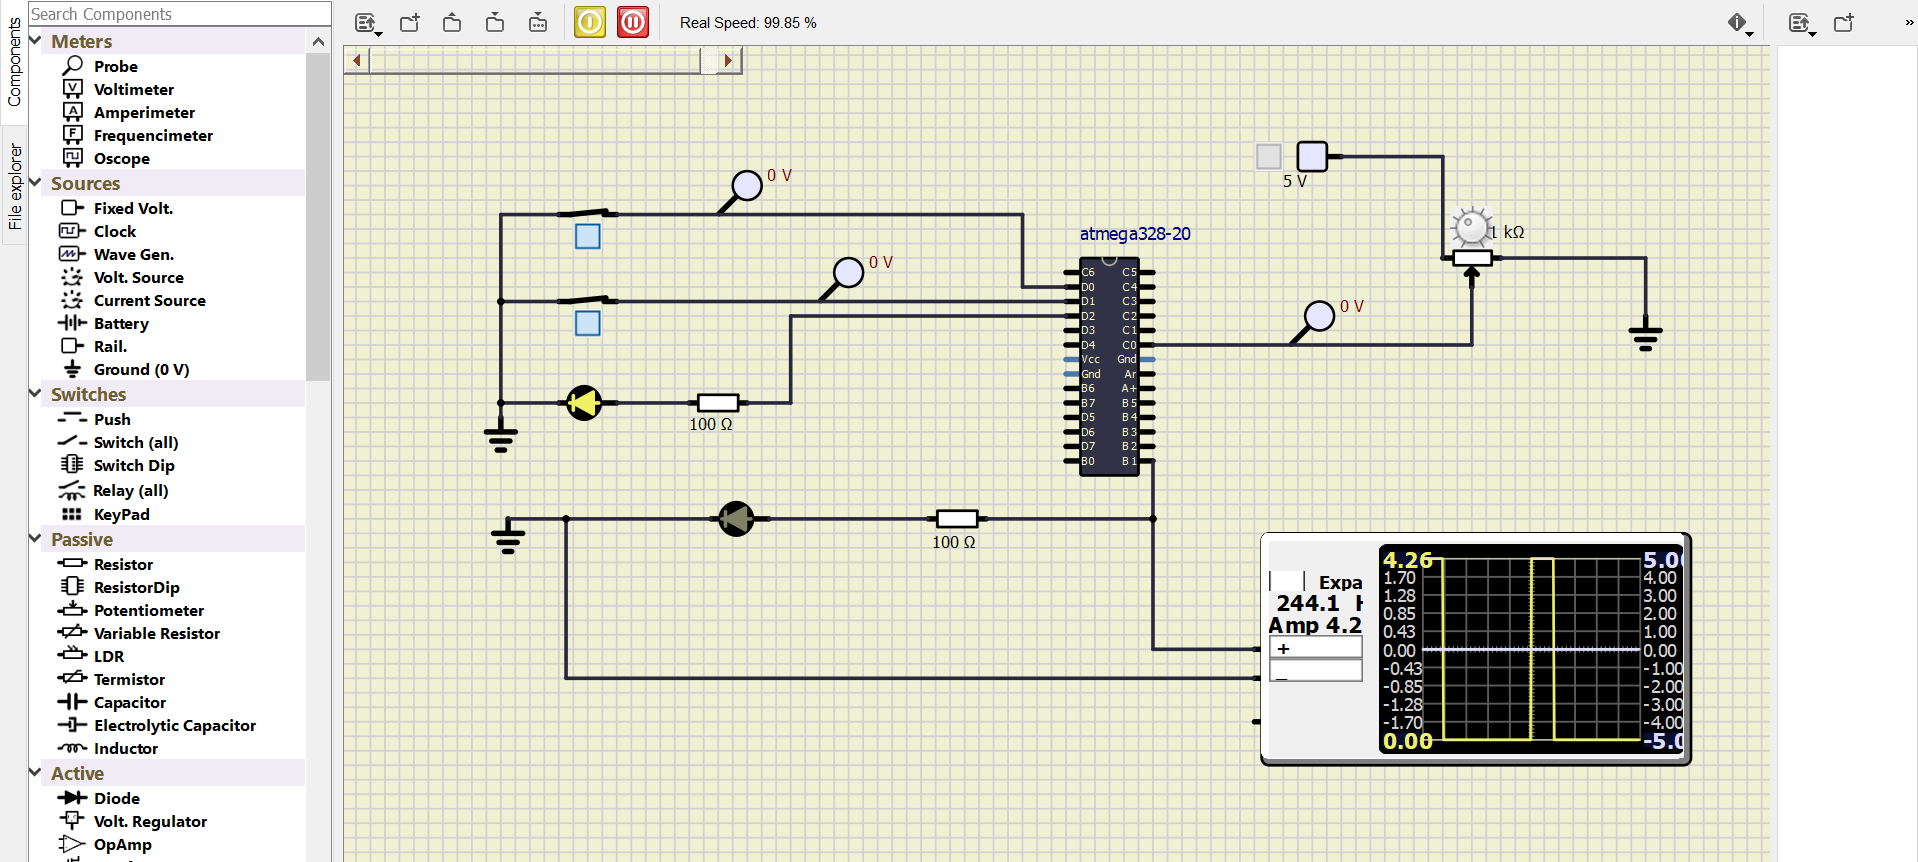 Components
File explorer
Search Components
Real Speed: 99.85 %
»
Meters
Probe
Voltimeter
Amperimeter
Frequencimeter
Oscope
Sources
Fixed Volt.
Clock
Wave Gen.
Volt. Source
Current Source
Battery
Rail.
Ground (0 V)
Switches
Push
Switch (all)
Switch Dip
Relay (all)
KeyPad
Passive
Resistor
ResistorDip
Potentiometer
Variable Resistor
LDR
Termistor
Capacitor
Electrolytic Capacitor
Inductor
Active
Diode
Volt. Regulator
OpAmp
0 V
0 V
100 Ω
100 Ω
atmega328-20
C6 C5
D0 C4
D1 C3
D2 C2
D3 C1
D4 C0
Vcc Gnd
Gnd Ar
B6 A+
B7 B5
D5 B4
D6 B3
D7 B2
B0 B1
5 V
1 kΩ
0 V
Expa
244.1 H
Amp 4.2
+
_
4.26 5.00
1.70 4.00
1.28 3.00
0.85 2.00
0.43 1.00
0.00 0.00
-0.43 -1.00
-0.85 -2.00
-1.28 -3.00
-1.70 -4.00
0.00 -5.0